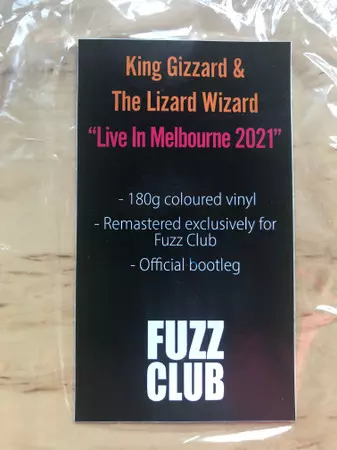 King Gizzard &
The Lizard Wizard
“Live In Melbourne 2021”
- 180g coloured vinyl
- Remastered exclusively for
Fuzz Club
- Official bootleg
FUZZ
CLUB